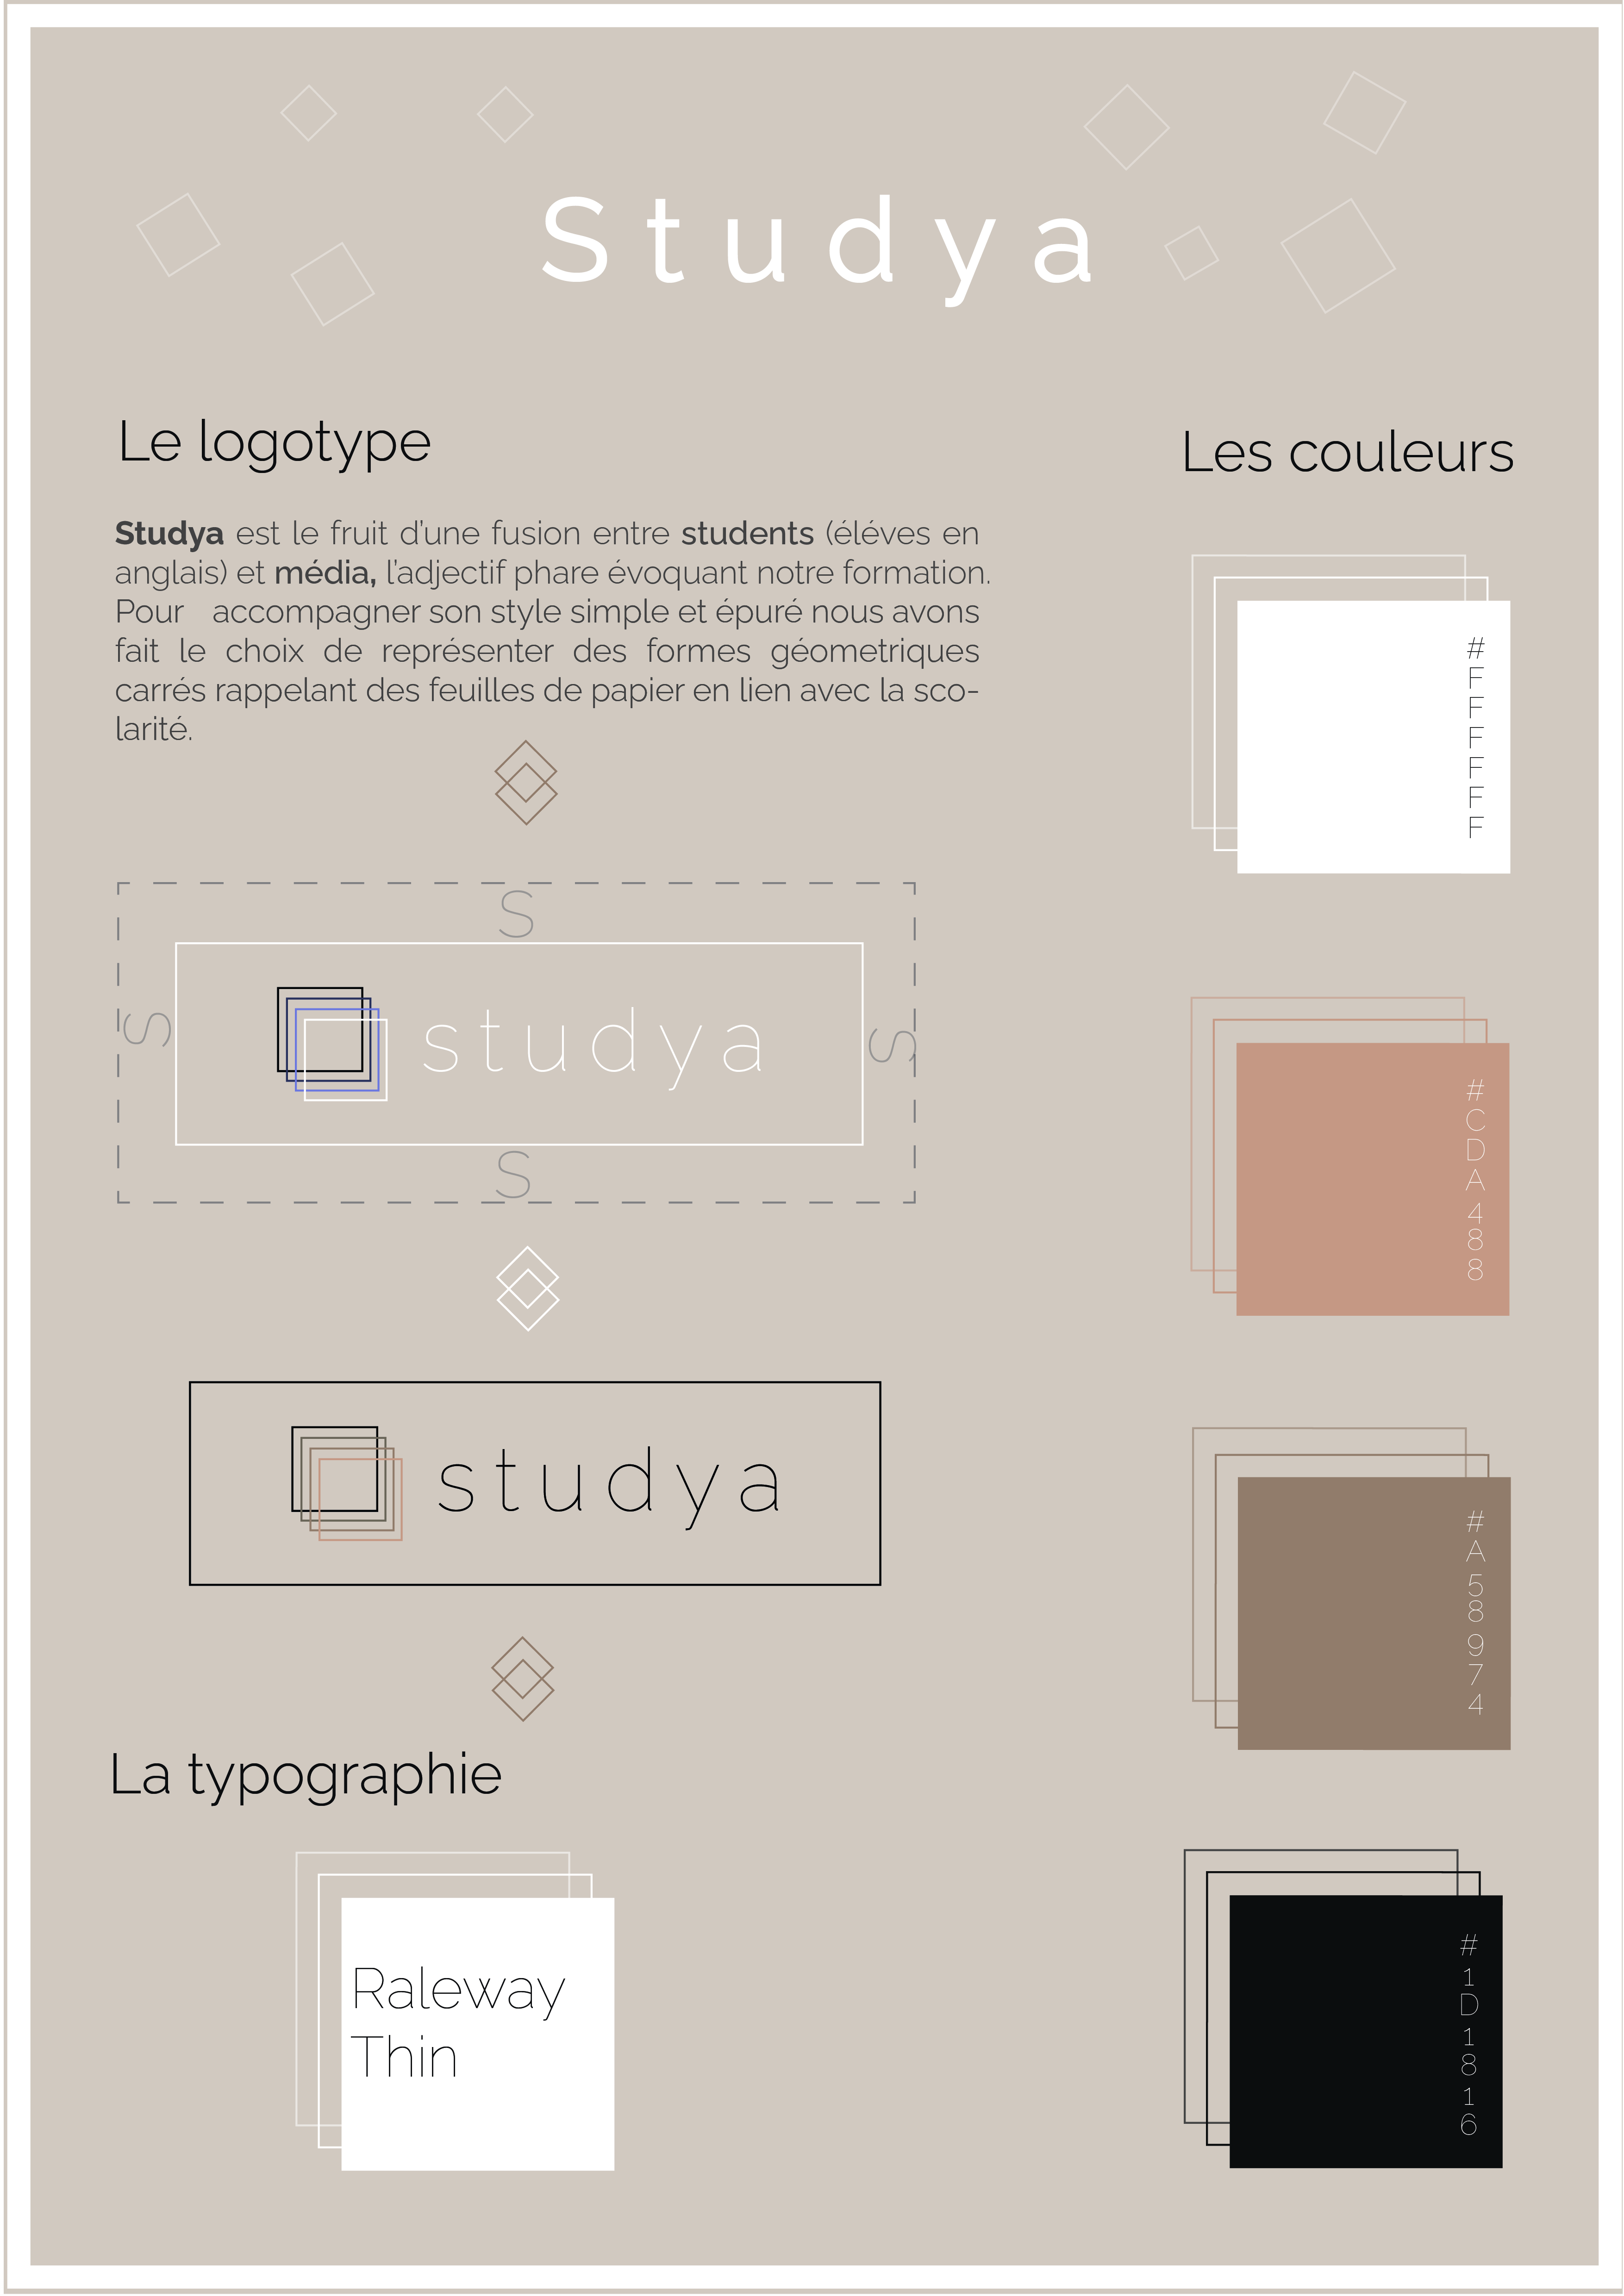 Studya
Le logotype
Studya est le fruit d'une fusion entre students (éléves en
anglais) et média, l'adjectif phare évoquant notre formation.
Pour accompagner son style simple et épuré nous avons
fait le choix de représenter des formes géometriques
carrés rappelant des feuilles de papier en lien avec la sco-
larité.
S
S
studya
S
S
studya
La typographie
Raleway
Thin
Les couleurs
#FFFFFF
#CDA488
#A58974
#1D1816